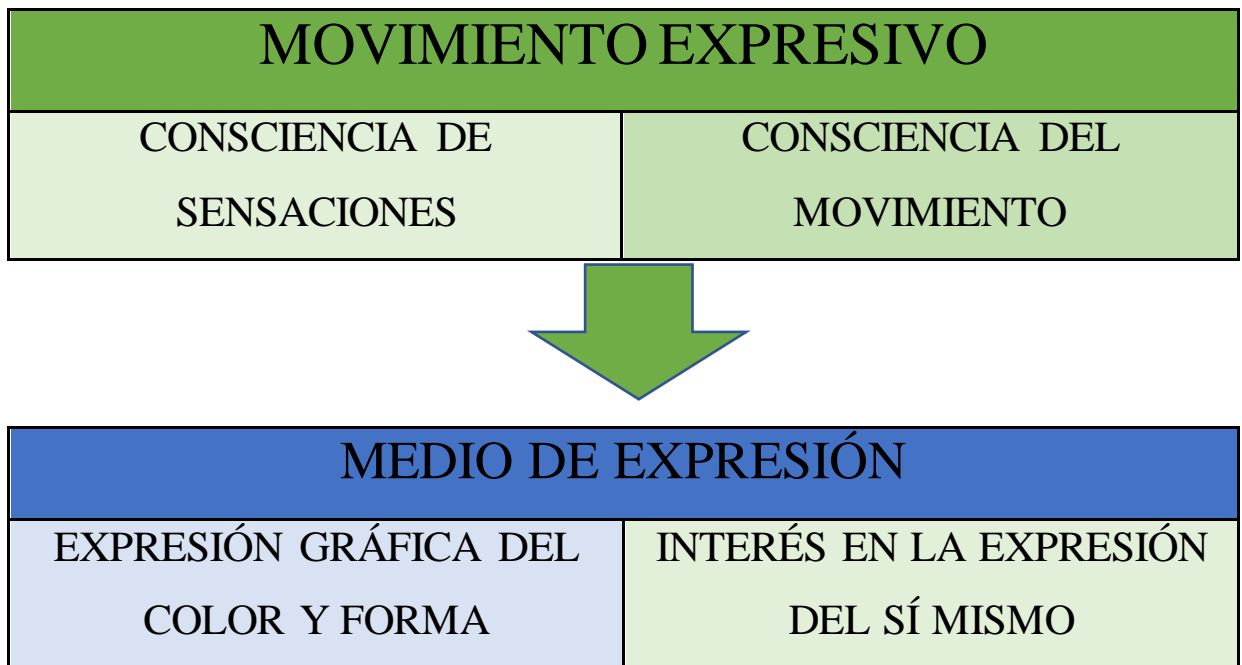 MOVIMIENTO EXPRESIVO
CONSCIENCIA DE
SENSACIONES
CONSCIENCIA DEL
MOVIMIENTO
MEDIO DE EXPRESIÓN
EXPRESIÓN GRÁFICA DEL
COLOR Y FORMA
INTERÉS EN LA EXPRESIÓN
DEL SÍ MISMO